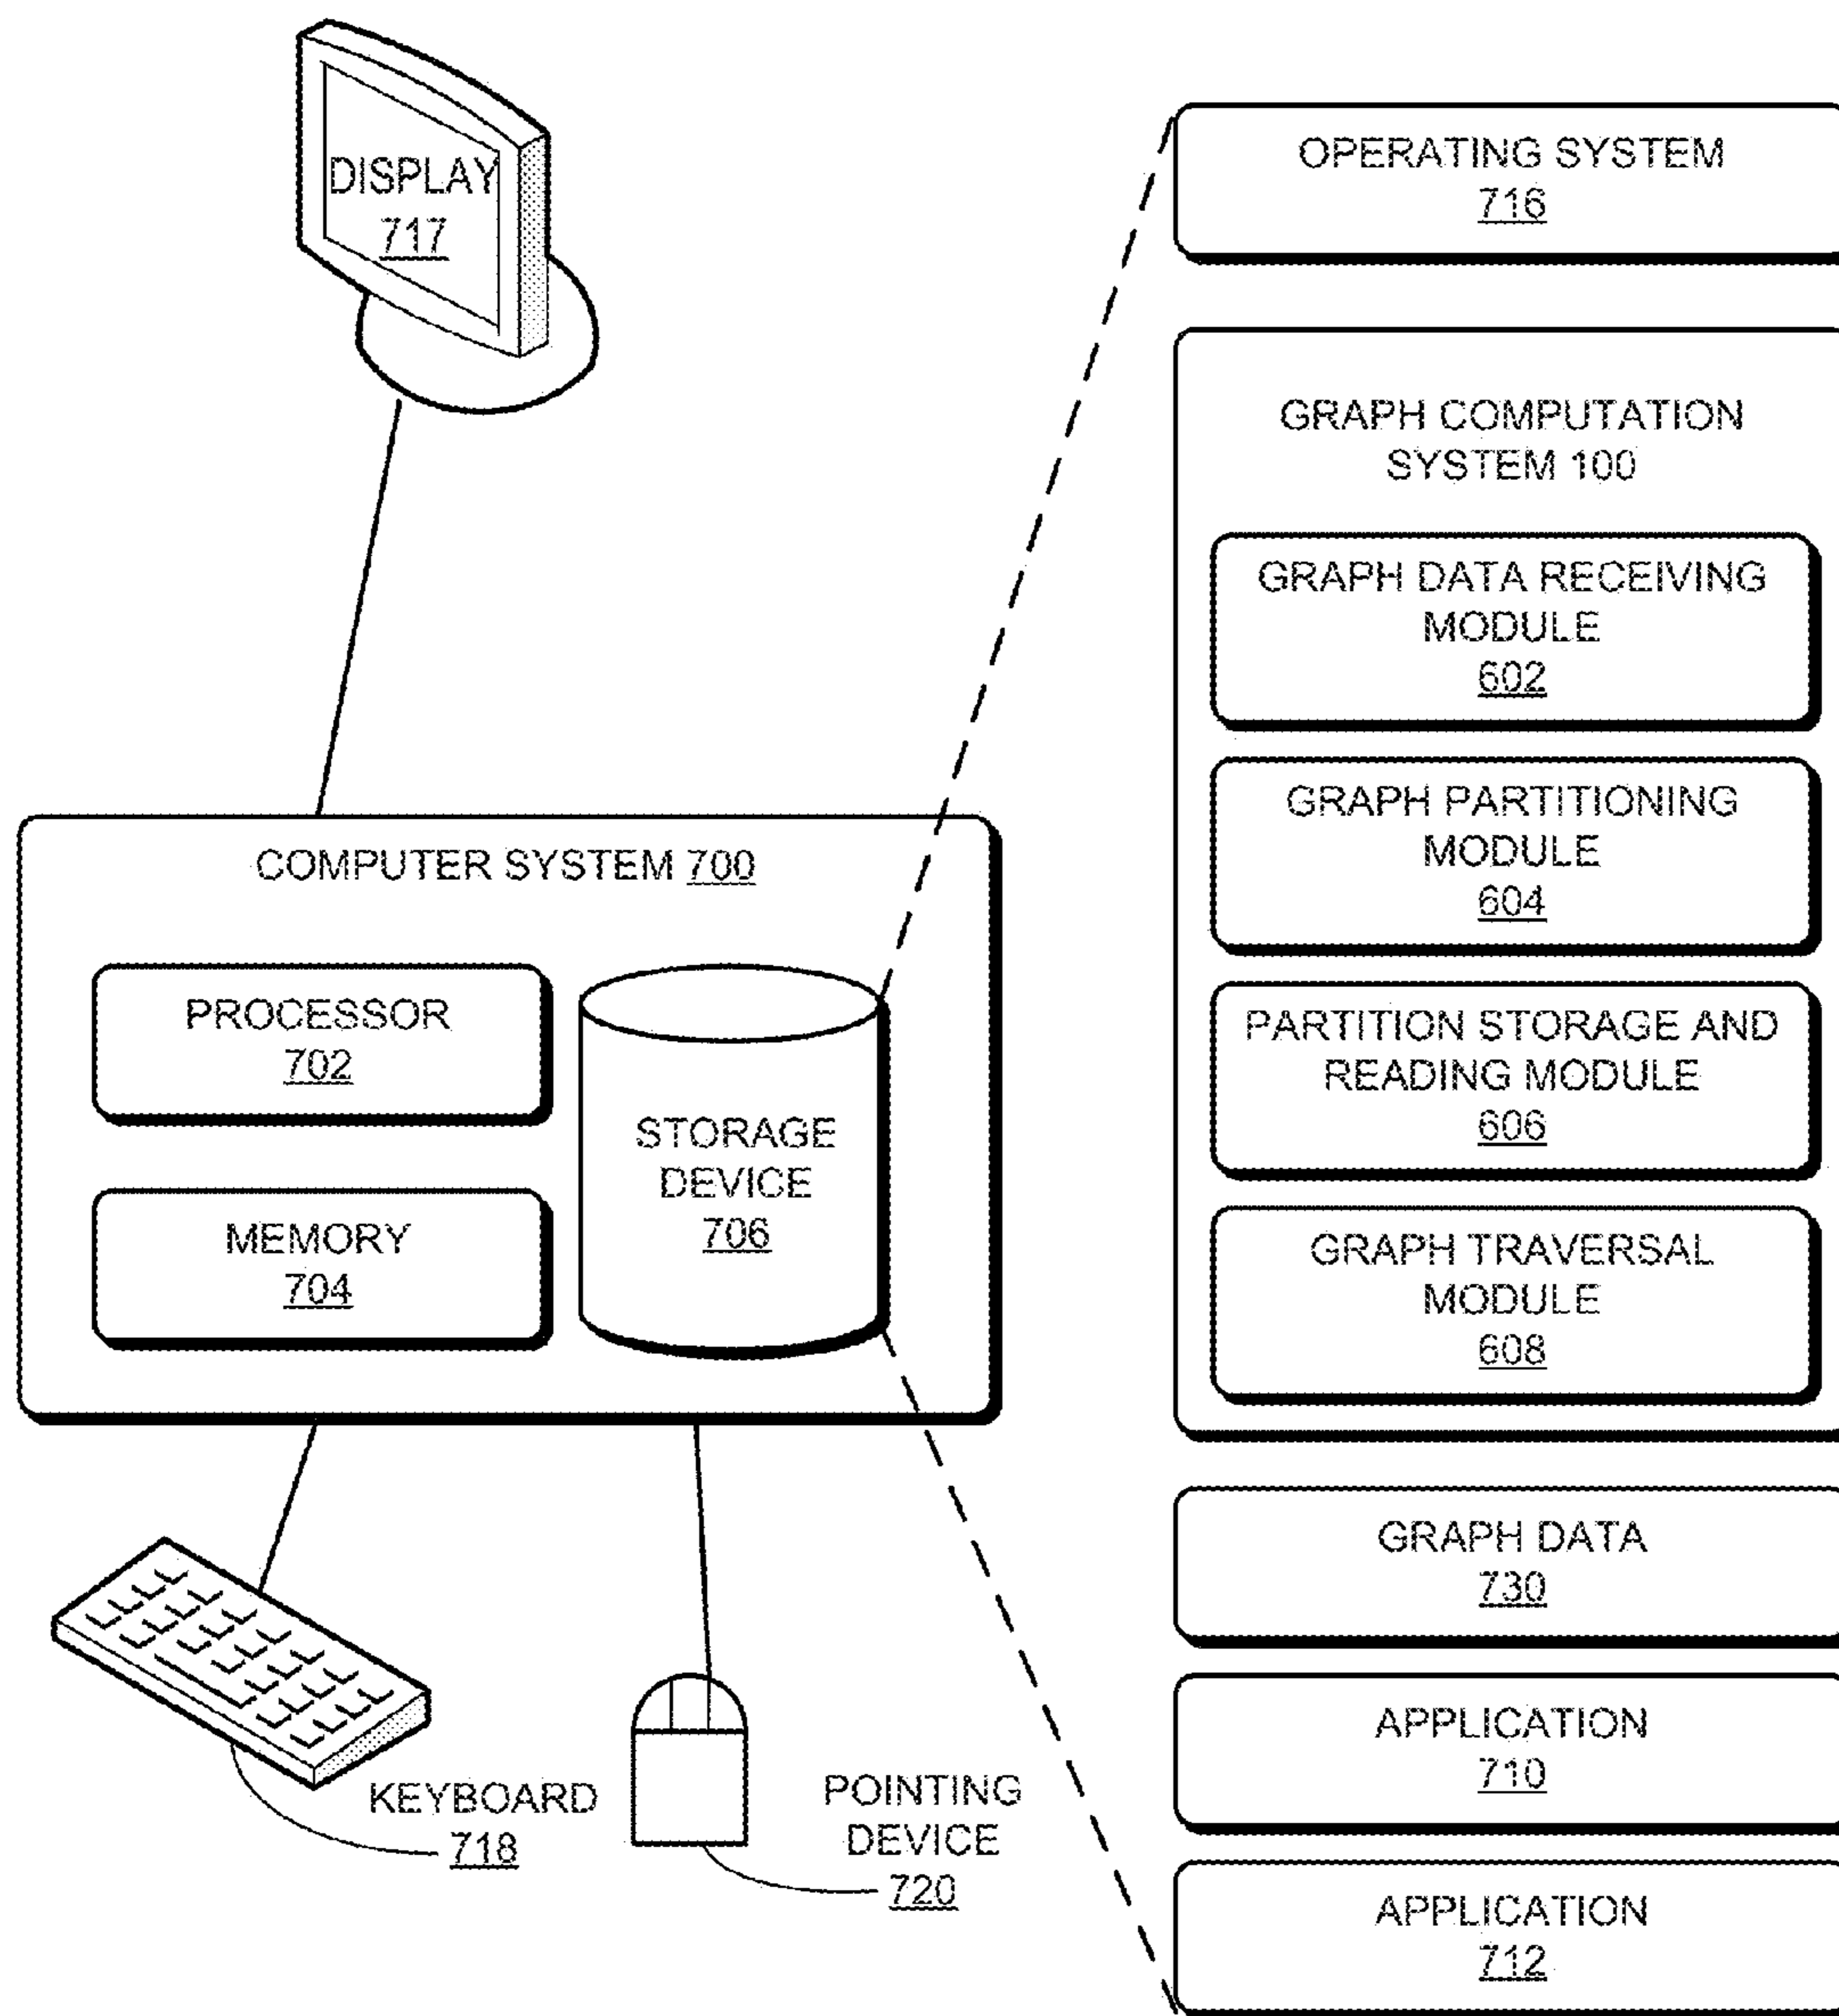 DISPLAY
717
COMPUTER SYSTEM 700
PROCESSOR
702
MEMORY
704
STORAGE
DEVICE
706
KEYBOARD
718
POINTING
DEVICE
720
OPERATING SYSTEM
716
GRAPH COMPUTATION
SYSTEM 100
GRAPH DATA RECEIVING
MODULE
602
GRAPH PARTITIONING
MODULE
604
PARTITION STORAGE AND
READING MODULE
606
GRAPH TRAVERSAL
MODULE
608
GRAPH DATA
730
APPLICATION
710
APPLICATION
712